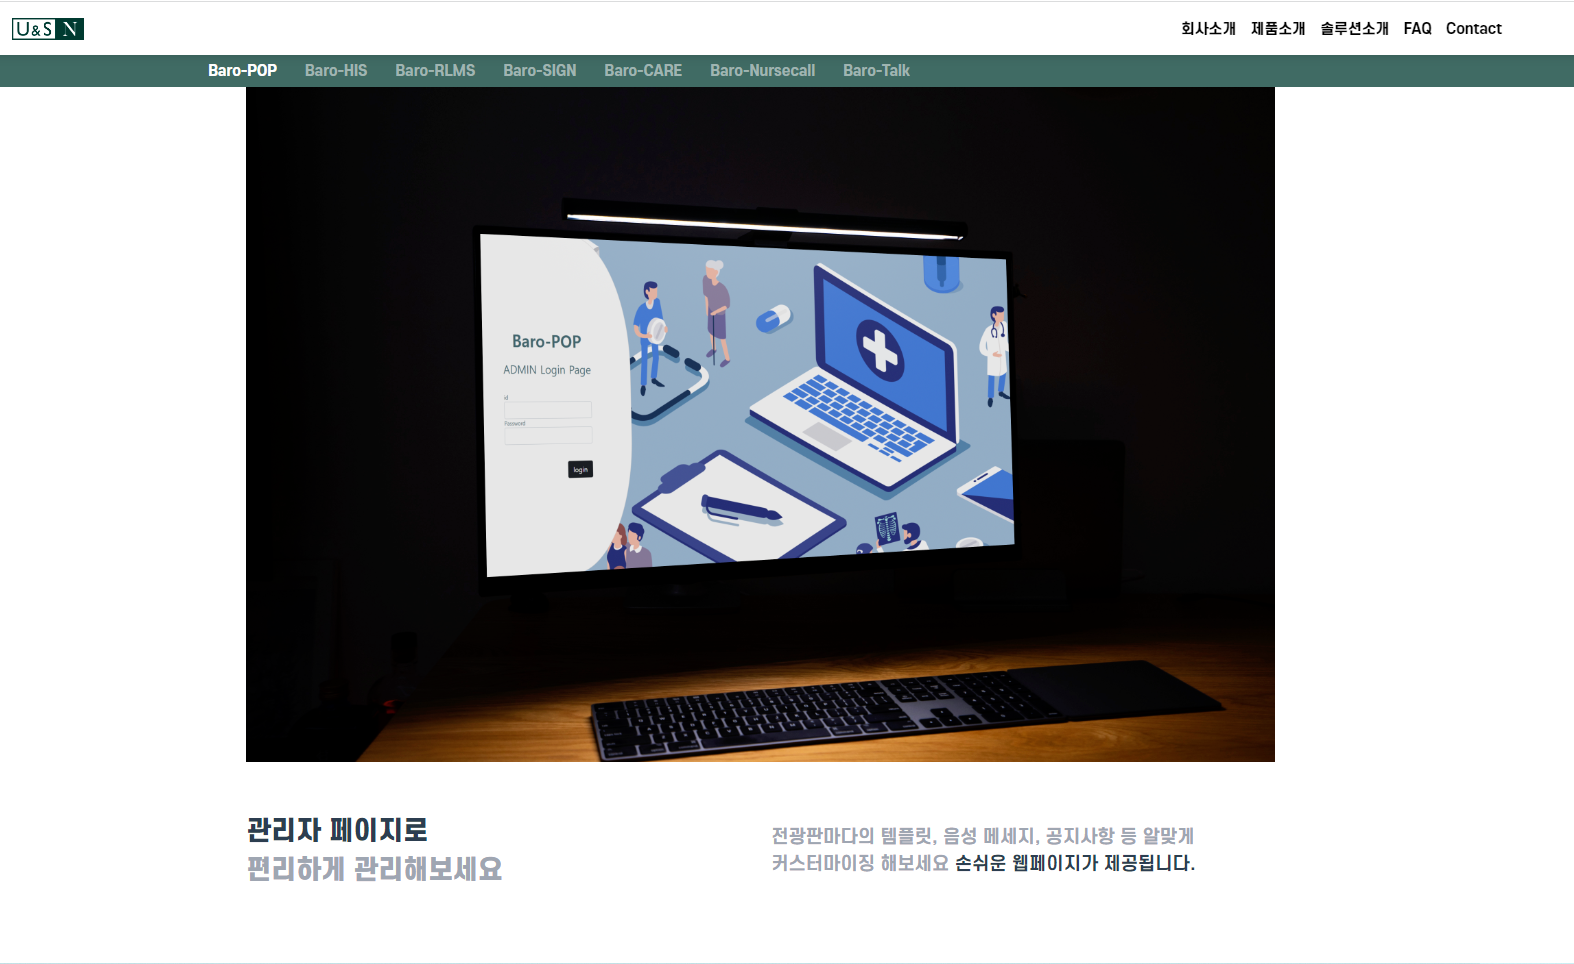 U&S N
회사소개 제품소개 솔루션소개 FAQ Contact
Baro-POP Baro-HIS Baro-RLMS Baro-SIGN Baro-CARE Baro-Nursecall Baro-Talk
Baro-POP
ADMIN Login Page
id
Password
login
관리자 페이지로
편리하게 관리해보세요
전광판마다의 템플릿, 음성 메세지, 공지사항 등 알맞게
커스터마이징 해보세요 손쉬운 웹페이지가 제공됩니다.